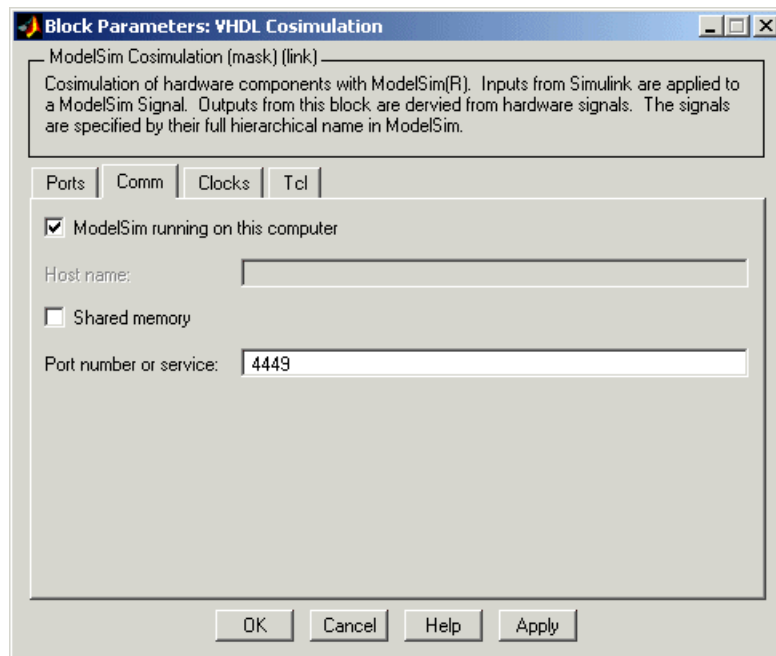 Block Parameters: VHDL Cosimulation
ModelSim Cosimulation (mask) (link)
Cosimulation of hardware components with ModelSim(R). Inputs from Simulink are applied to
a ModelSim Signal. Outputs from this block are dervied from hardware signals. The signals
are specified by their full hierarchical name in ModelSim.
Ports Comm Clocks Tcl
ModelSim running on this computer
Host name:
Shared memory
Port number or service: 4449
OK Cancel Help Apply